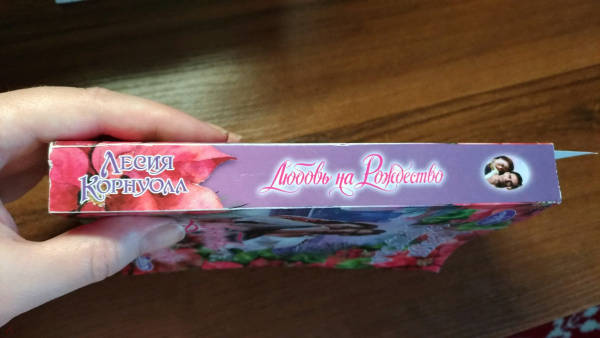 Лесия
Корнуолл
Любовь на Рождество